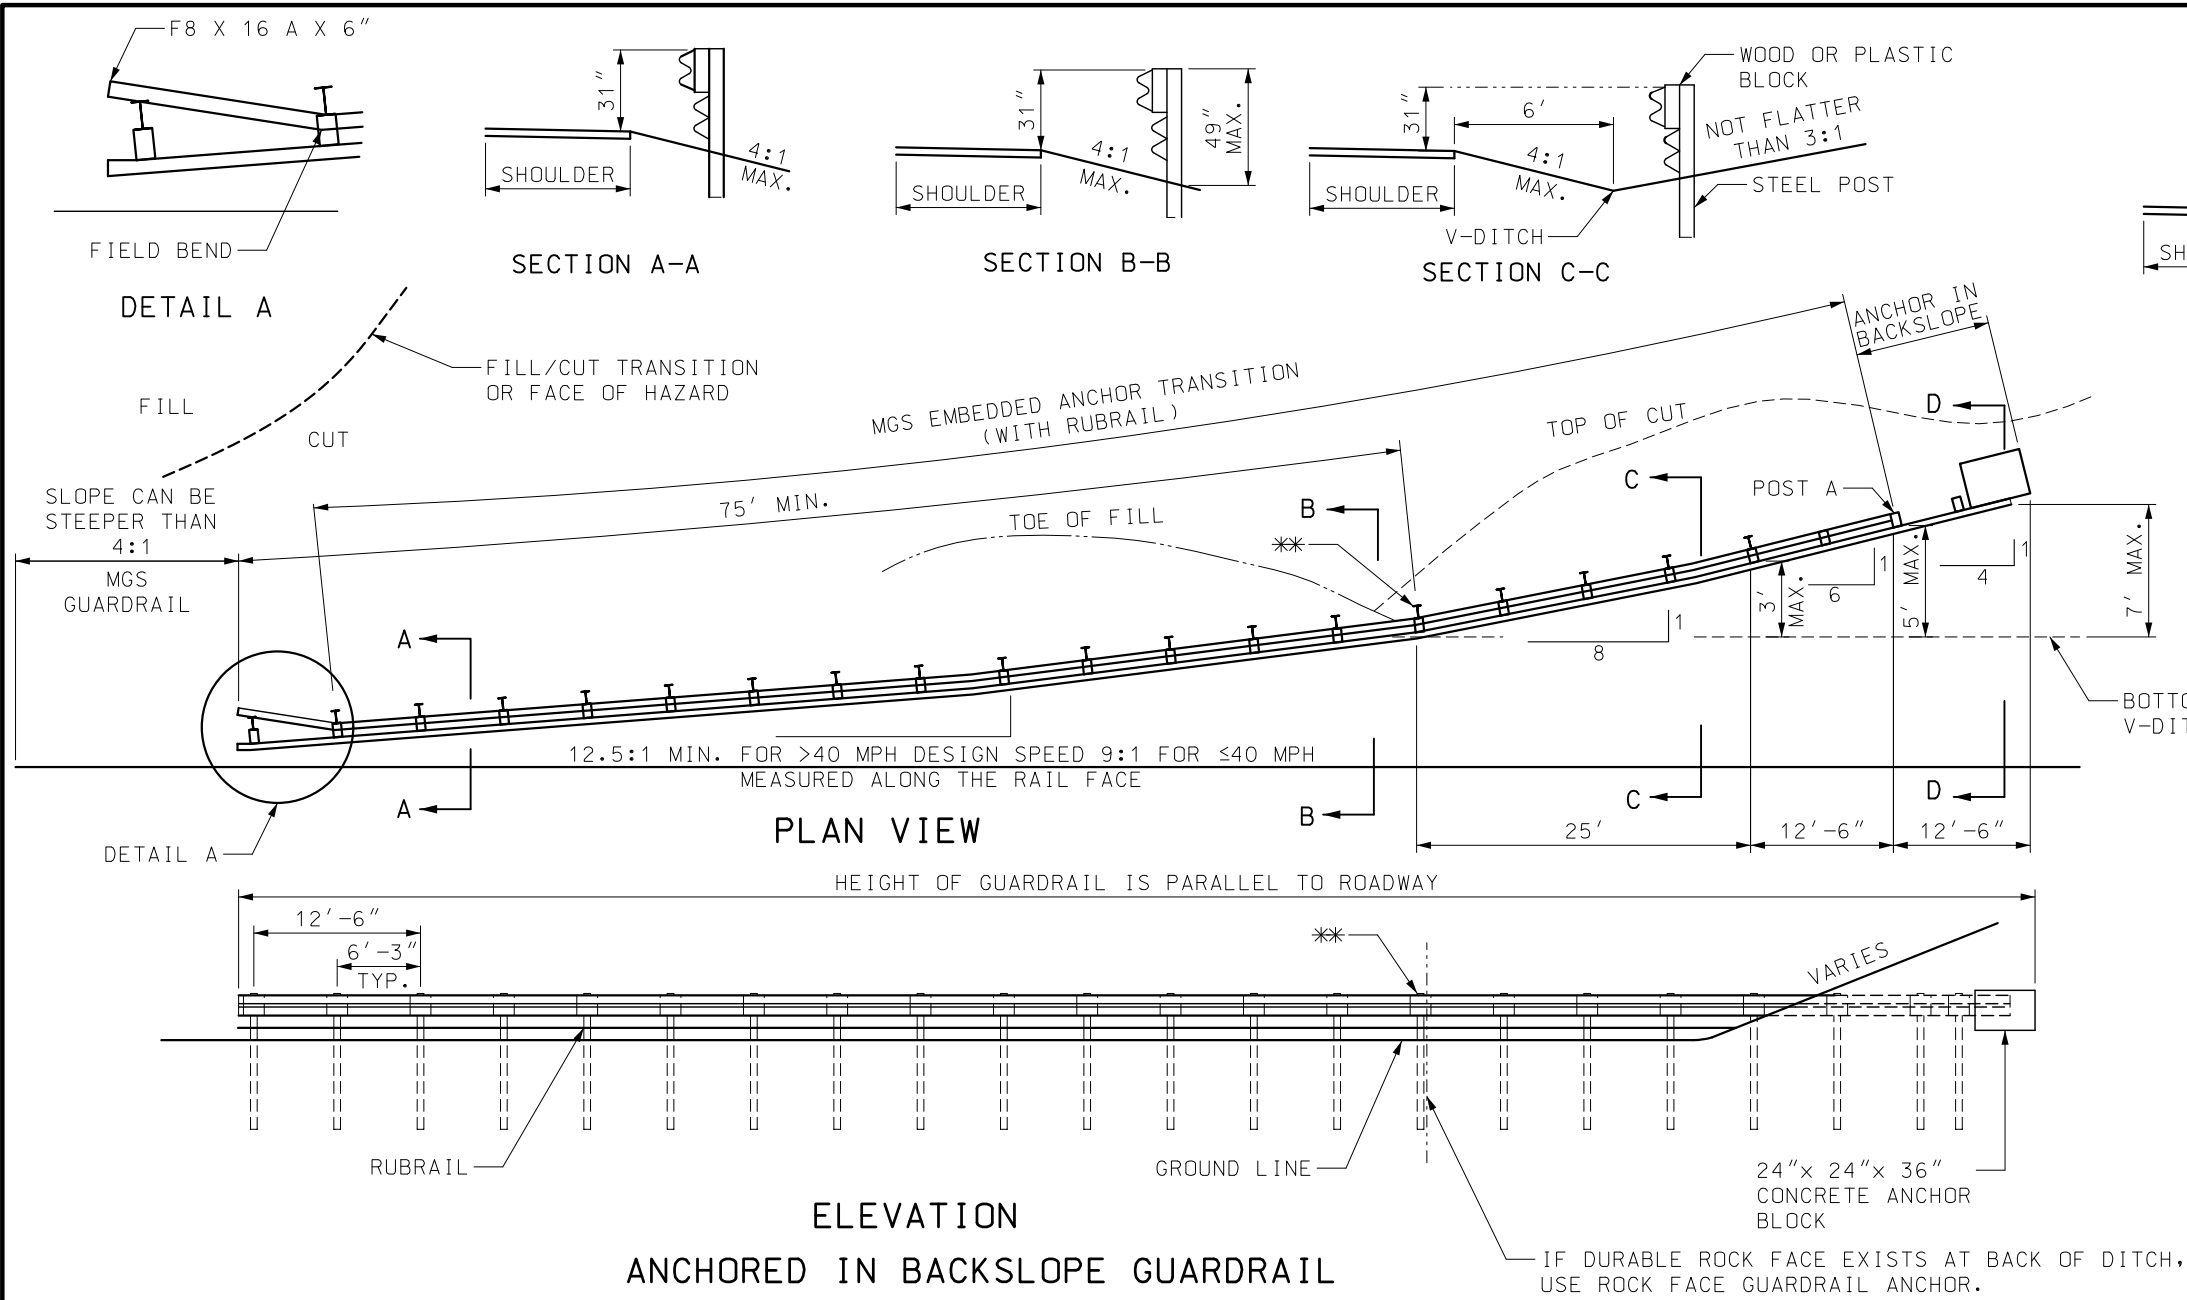 F8 X 16 A X 6"
FIELD BEND
DETAIL A
31"
SHOULDER
4:1
MAX.
SECTION A-A
31"
49"
MAX.
SHOULDER
4:1
MAX.
SECTION B-B
31"
6'
WOOD OR PLASTIC
BLOCK
NOT FLATTER
THAN 3:1
4:1
MAX.
SHOULDER
STEEL POST
V-DITCH
SECTION C-C
SH
FILL/CUT TRANSITION
OR FACE OF HAZARD
FILL
CUT
SLOPE CAN BE
STEEPER THAN
4:1
MGS
GUARDRAIL
MGS EMBEDDED ANCHOR TRANSITION
(WITH RUBRAIL)
ANCHOR IN
BACKSLOPE
75' MIN.
TOE OF FILL
TOP OF CUT
POST A
**
A
A
B
B
C
C
D
D
1
8
3'
MAX.
1
6
5' MAX.
1
4
7' MAX.
BOTTO
V-DIT
12.5:1 MIN. FOR >40 MPH DESIGN SPEED 9:1 FOR ≤40 MPH
MEASURED ALONG THE RAIL FACE
DETAIL A
PLAN VIEW
25'
12'-6"
12'-6"
HEIGHT OF GUARDRAIL IS PARALLEL TO ROADWAY
12'-6"
6'-3"
TYP.
**
VARIES
RUBRAIL
GROUND LINE
24"x 24"x 36"
CONCRETE ANCHOR
BLOCK
ELEVATION
ANCHORED IN BACKSLOPE GUARDRAIL
IF DURABLE ROCK FACE EXISTS AT BACK OF DITCH,
USE ROCK FACE GUARDRAIL ANCHOR.